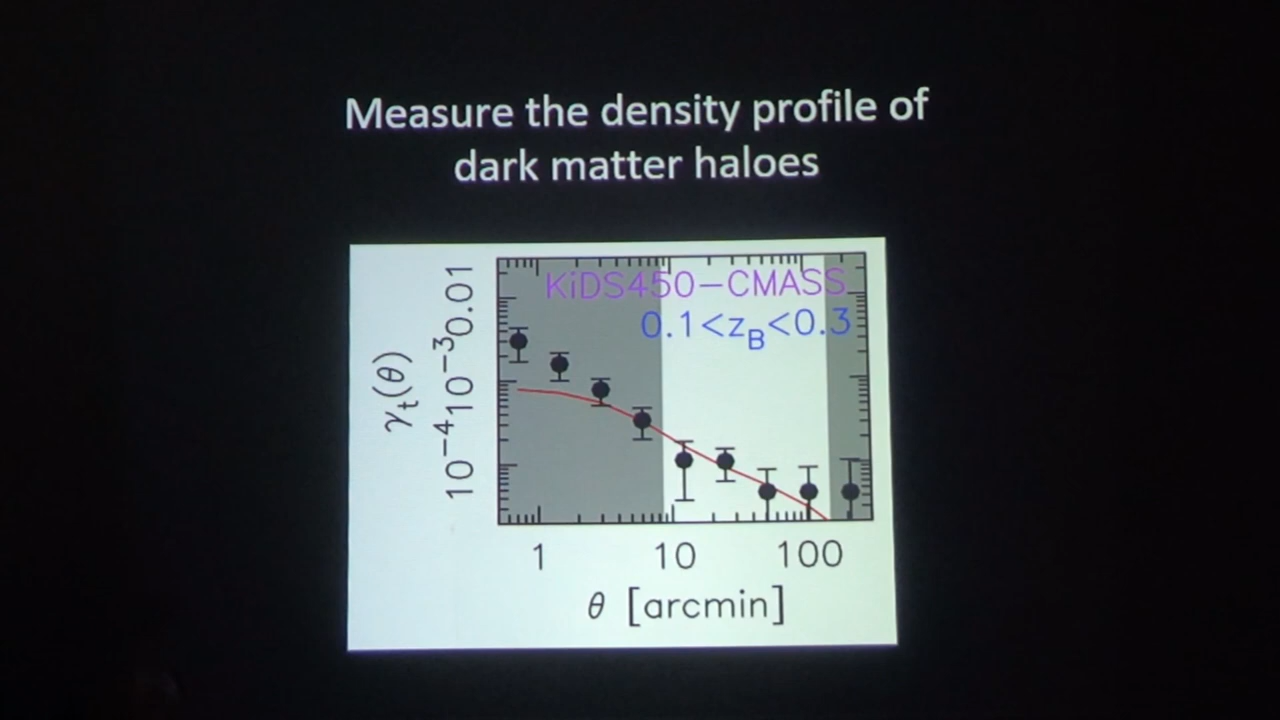 Measure the density profile of
dark matter haloes
KiDS450−CMASS
0.1<z_B<0.3
γ_t(θ)
0.01
10^−3
10^−4
1 10 100
θ [arcmin]